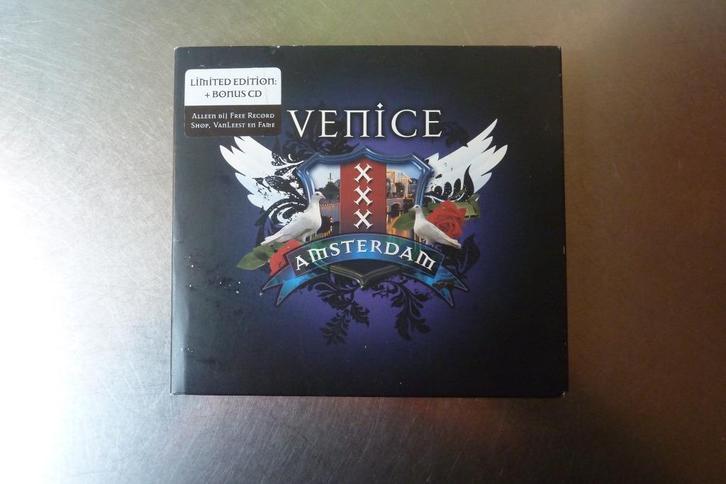 Limited Edition:
+ Bonus CD
Alleen bij Free Record
Shop, VanLeest en Fame
VENICE
X
X
X
AMSTERDAM